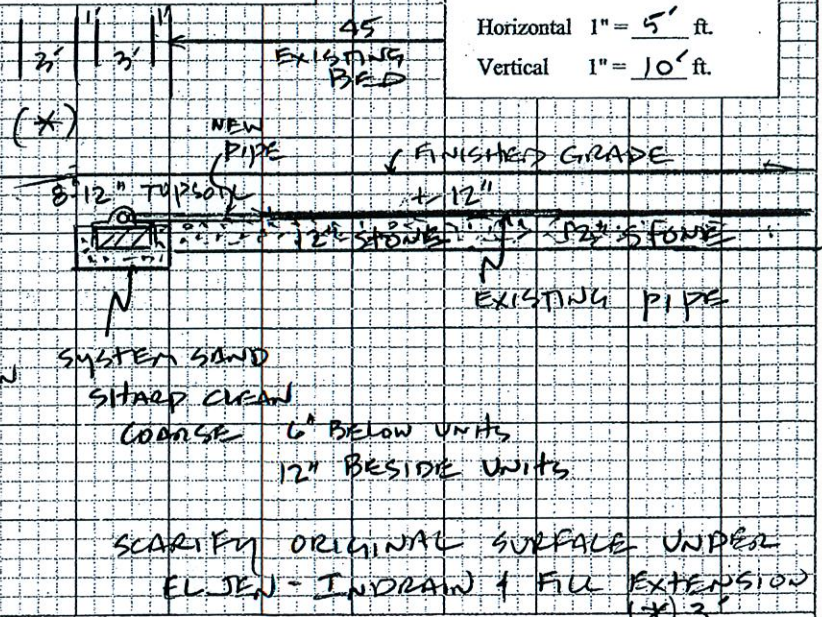 Horizontal 1" = 5' ft.
Vertical 1" = 10' ft.
1' 1'
3' 3'
45
EXISTING
BED
(*)
NEW
PIPE
FINISHED GRADE
8" 12" TOPSOIL
± 12"
12" STONE
12" STONE
EXISTING PIPE
SYSTEM SAND
N
SHARP CLEAN
COARSE 6" BELOW UNITS
12" BESIDE UNITS
SCARIFY ORIGINAL SURFACE UNDER
ELJEN - INDRAIN & FILL EXTENSION
(*) 3'